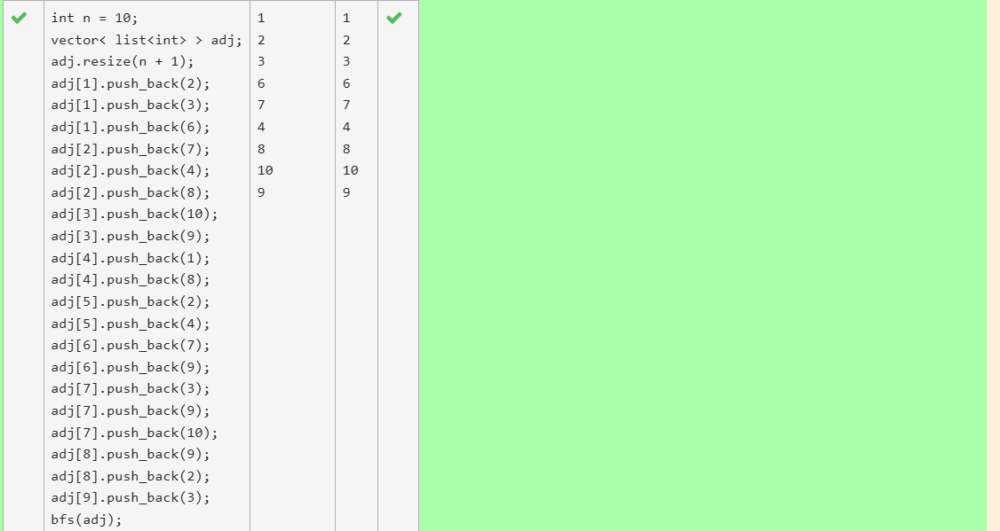 int n = 10;
vector< list<int> > adj;
adj.resize(n + 1);
adj[1].push_back(2);
adj[1].push_back(3);
adj[1].push_back(6);
adj[2].push_back(7);
adj[2].push_back(4);
adj[2].push_back(8);
adj[3].push_back(10);
adj[3].push_back(9);
adj[4].push_back(1);
adj[4].push_back(8);
adj[5].push_back(2);
adj[5].push_back(4);
adj[6].push_back(7);
adj[6].push_back(9);
adj[7].push_back(3);
adj[7].push_back(9);
adj[7].push_back(10);
adj[8].push_back(9);
adj[8].push_back(2);
adj[9].push_back(3);
bfs(adj);
1
2
3
6
7
4
8
10
9
1
2
3
6
7
4
8
10
9